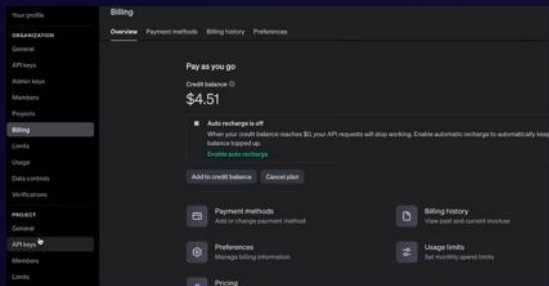 Your profile
ORGANIZATION
General
API keys
Admin keys
Members
Projects
Billing
Limits
Usage
Data controls
Verifications
PROJECT
General
API keys
Members
Limits
Billing
Overview Payment methods Billing history Preferences
Pay as you go
Credit balance
$4.51
Auto recharge is off
When your credit balance reaches $0, your API requests will stop working. Enable automatic recharge to automatically keep
balance topped up.
Enable auto recharge
Add to credit balance Cancel plan
Payment methods
Add or change payment method
Billing history
View past and current invoices
Preferences
Manage billing information
Usage limits
Set monthly spend limits
Pricing